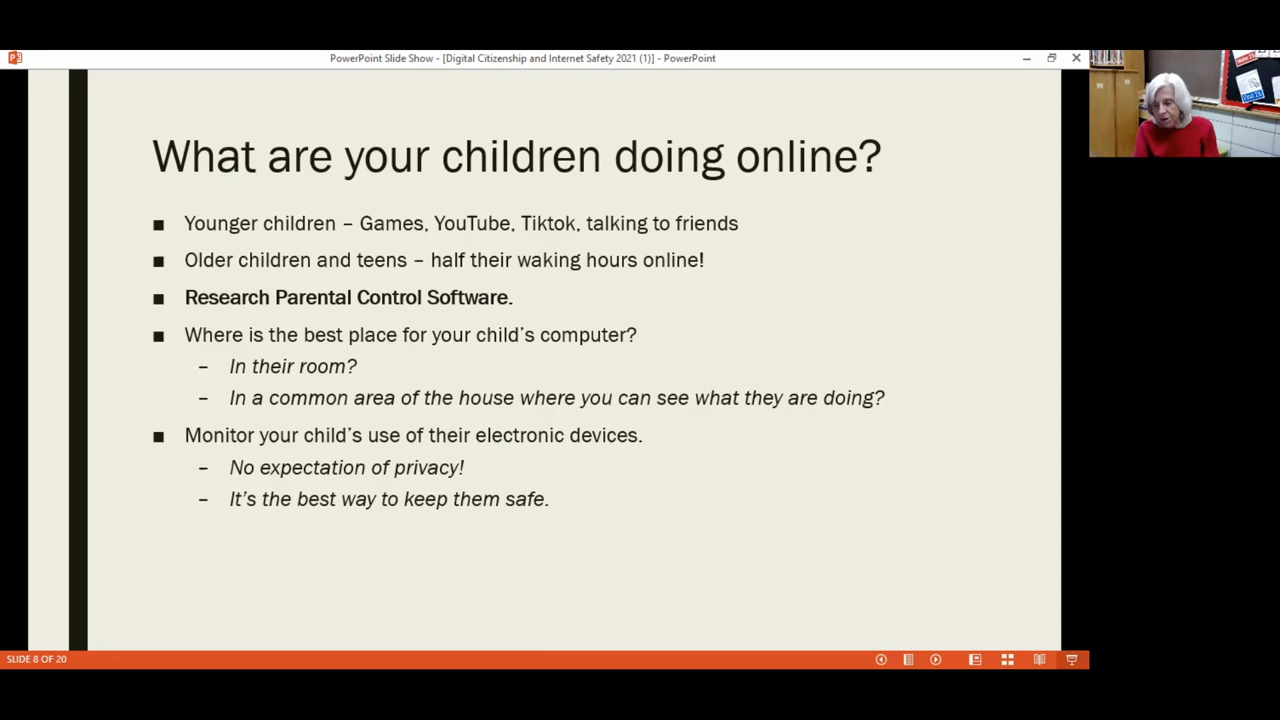 PowerPoint Slide Show - [Digital Citizenship and Internet Safety 2021 (1)] - PowerPoint
What are your children doing online?
■ Younger children – Games, YouTube, Tiktok, talking to friends
■ Older children and teens – half their waking hours online!
■ Research Parental Control Software.
■ Where is the best place for your child's computer?
– In their room?
– In a common area of the house where you can see what they are doing?
■ Monitor your child's use of their electronic devices.
– No expectation of privacy!
– It's the best way to keep them safe.
SLIDE 8 OF 20